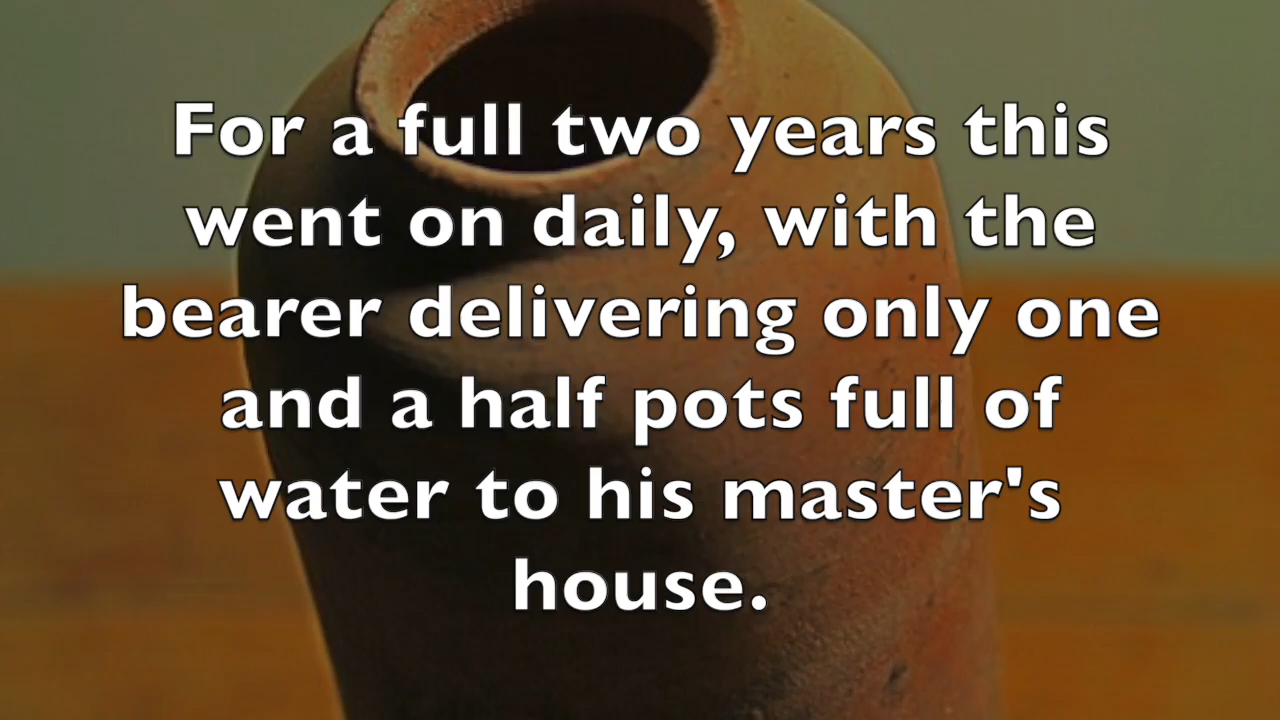 For a full two years this
went on daily, with the
bearer delivering only one
and a half pots full of
water to his master's
house.